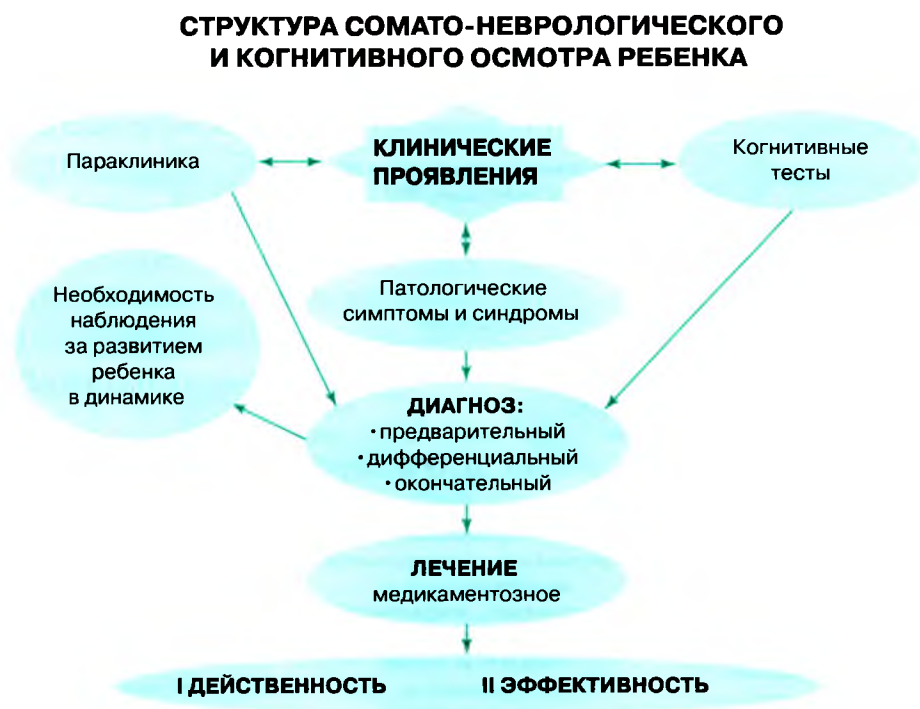 СТРУКТУРА СОМАТО-НЕВРОЛОГИЧЕСКОГО
И КОГНИТИВНОГО ОСМОТРА РЕБЕНКА
Параклиника
КЛИНИЧЕСКИЕ
ПРОЯВЛЕНИЯ
Когнитивные
тесты
Патологические
симптомы и синдромы
Необходимость
наблюдения
за развитием
ребенка
в динамике
ДИАГНОЗ:
• предварительный
• дифференциальный
• окончательный
ЛЕЧЕНИЕ
медикаментозное
I ДЕЙСТВЕННОСТЬ II ЭФФЕКТИВНОСТЬ